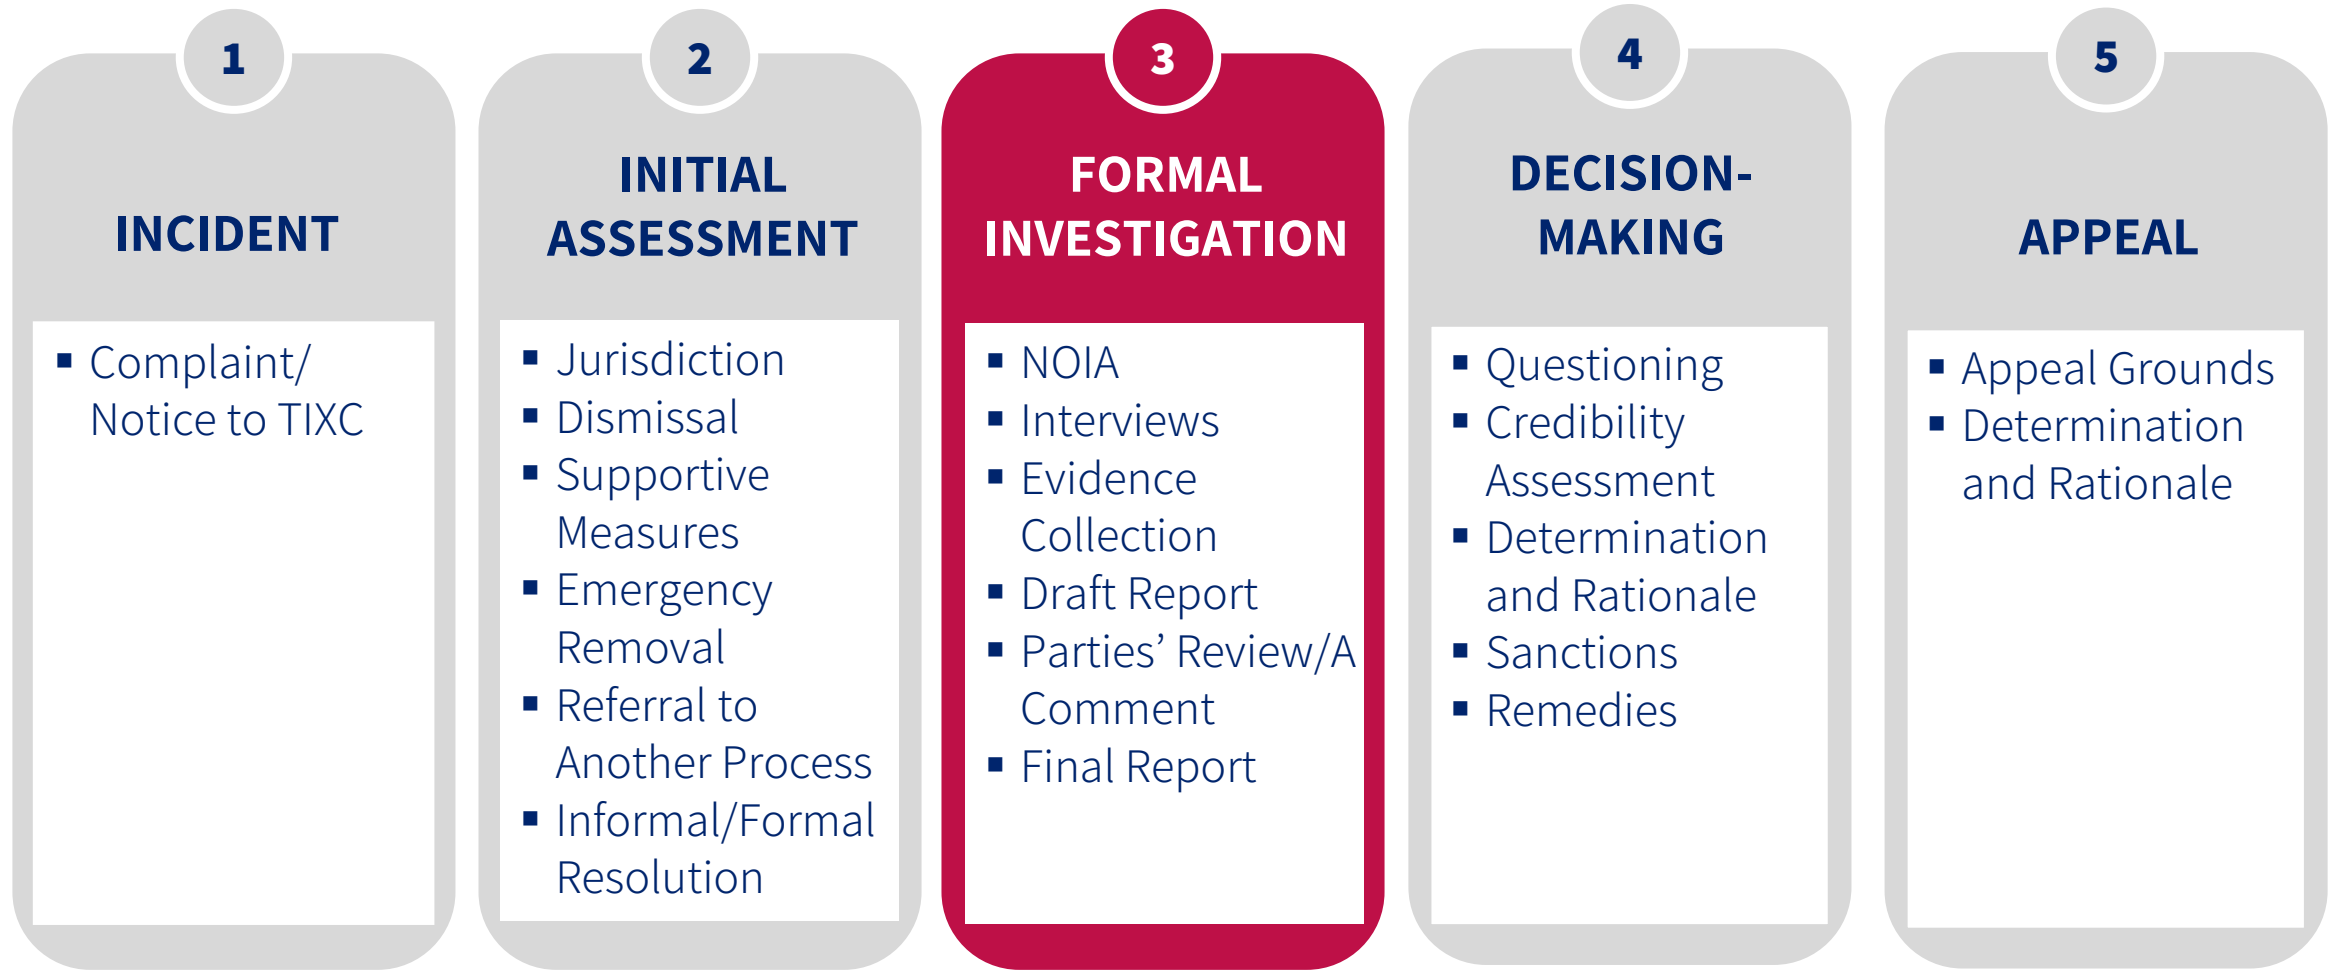 1
INCIDENT
▪ Complaint/
Notice to TIXC
2
INITIAL
ASSESSMENT
▪ Jurisdiction
▪ Dismissal
▪ Supportive
Measures
▪ Emergency
Removal
▪ Referral to
Another Process
▪ Informal/Formal
Resolution
3
FORMAL
INVESTIGATION
▪ NOIA
▪ Interviews
▪ Evidence
Collection
▪ Draft Report
▪ Parties’ Review/A
Comment
▪ Final Report
4
DECISION-
MAKING
▪ Questioning
▪ Credibility
Assessment
▪ Determination
and Rationale
▪ Sanctions
▪ Remedies
5
APPEAL
▪ Appeal Grounds
▪ Determination
and Rationale